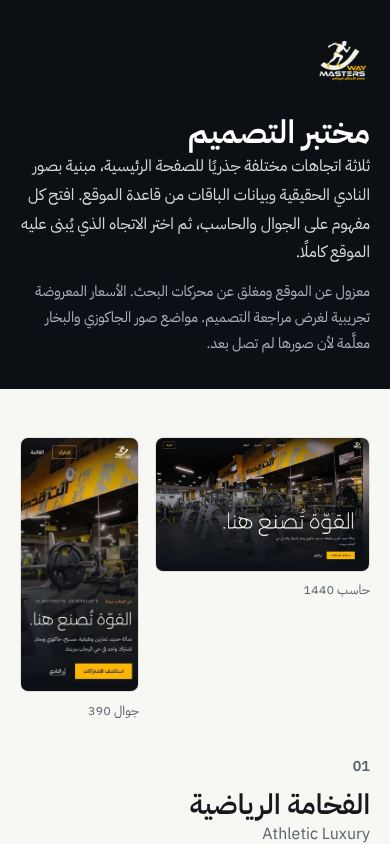 WAY
MASTERS
مختبر التصميم
ثلاثة اتجاهات مختلفة جذريًا للصفحة الرئيسية، مبنية بصور
النادي الحقيقية وبيانات الباقات من قاعدة الموقع. افتح كل
مفهوم على الجوال والحاسب، ثم اختر الاتجاه الذي يُبنى عليه
الموقع كاملًا.
معزول عن الموقع ومغلق عن محركات البحث. الأسعار المعروضة
تجريبية لغرض مراجعة التصميم. مواضع صور الجاكوزي والبخار
معلَّمة لأن صورها لم تصل بعد.
القوّة تُصنع هنا.
حاسب 1440
القائمة
اشترك
القوّة تُصنع هنا.
استكشف الاشتراكات
زُر النادي
جوال 390
01
الفخامة الرياضية
Athletic Luxury